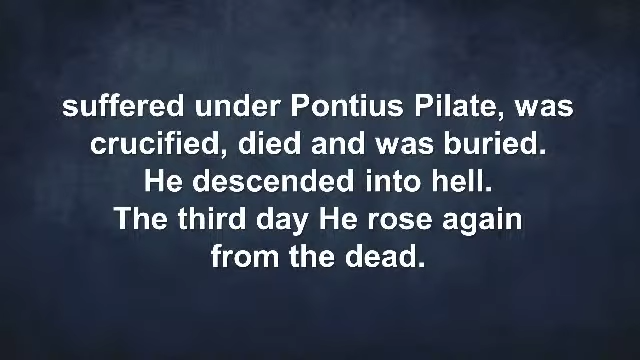 suffered under Pontius Pilate, was
crucified, died and was buried.
He descended into hell.
The third day He rose again
from the dead.